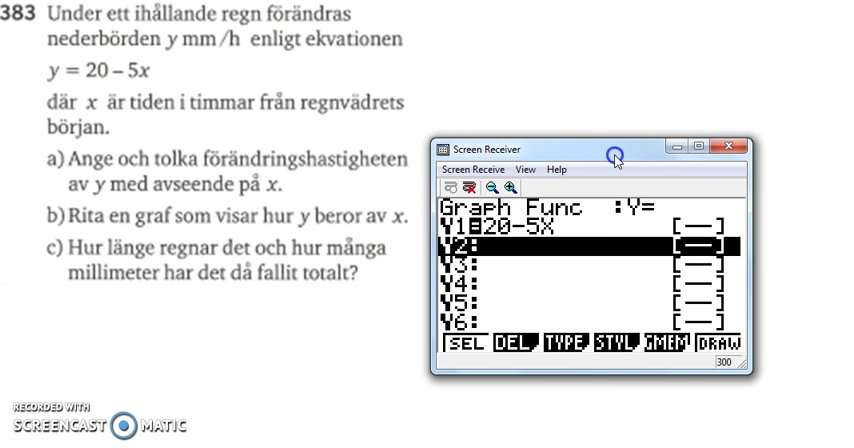 383 Under ett ihållande regn förändras
nederbörden y mm/h enligt ekvationen
y = 20 – 5x
där x är tiden i timmar från regnvädrets
början.
a) Ange och tolka förändringshastigheten
av y med avseende på x.
b) Rita en graf som visar hur y beror av x.
c) Hur länge regnar det och hur många
millimeter har det då fallit totalt?
Screen Receiver
Screen Receive View Help
Graph Func :Y=
Y1=20-5X [—]
Y2: [—]
Y3: [—]
Y4: [—]
Y5: [—]
Y6: [—]
SEL DEL TYPE STYL GMEM DRAW
300
RECORDED WITH
SCREENCAST MATIC